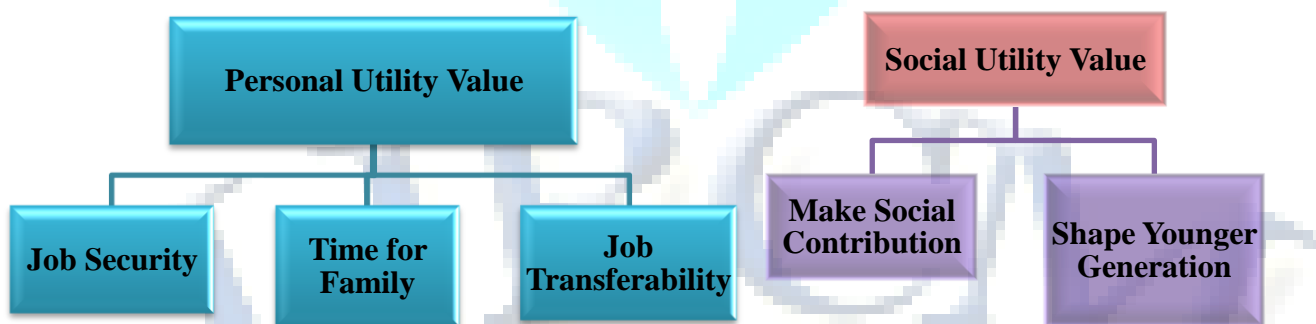 Personal Utility Value
Social Utility Value
Job Security
Time for
Family
Job
Transferability
Make Social
Contribution
Shape Younger
Generation